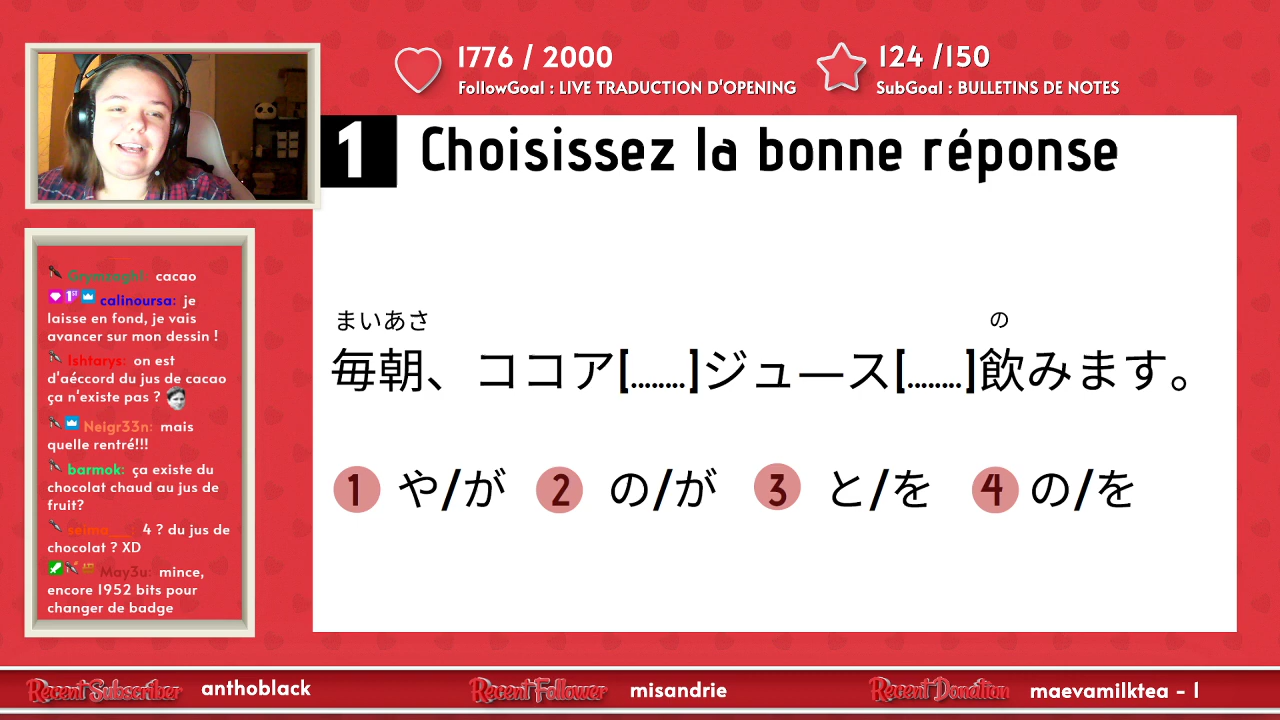 1776 / 2000
FollowGoal : LIVE TRADUCTION D'OPENING
124 /150
SubGoal : BULLETINS DE NOTES
1 Choisissez la bonne réponse
まいあさ の
毎朝、ココア[........]ジュース[........]飲みます。
1 や/が 2 の/が 3 と/を 4 の/を
Grymzaghl: cacao
calinoursa: je
laisse en fond, je vais
avancer sur mon dessin !
Ishtarys: on est
d'aéccord du jus de cacao
ça n'existe pas ?
Neigr33n: mais
quelle rentré!!!
barmok: ça existe du
chocolat chaud au jus de
fruit?
seima___: 4 ? du jus de
chocolat ? XD
May3u: mince,
encore 1952 bits pour
changer de badge
Recent Subscriber anthoblack
Recent Follower misandrie
Recent Donation maevamilktea - 1